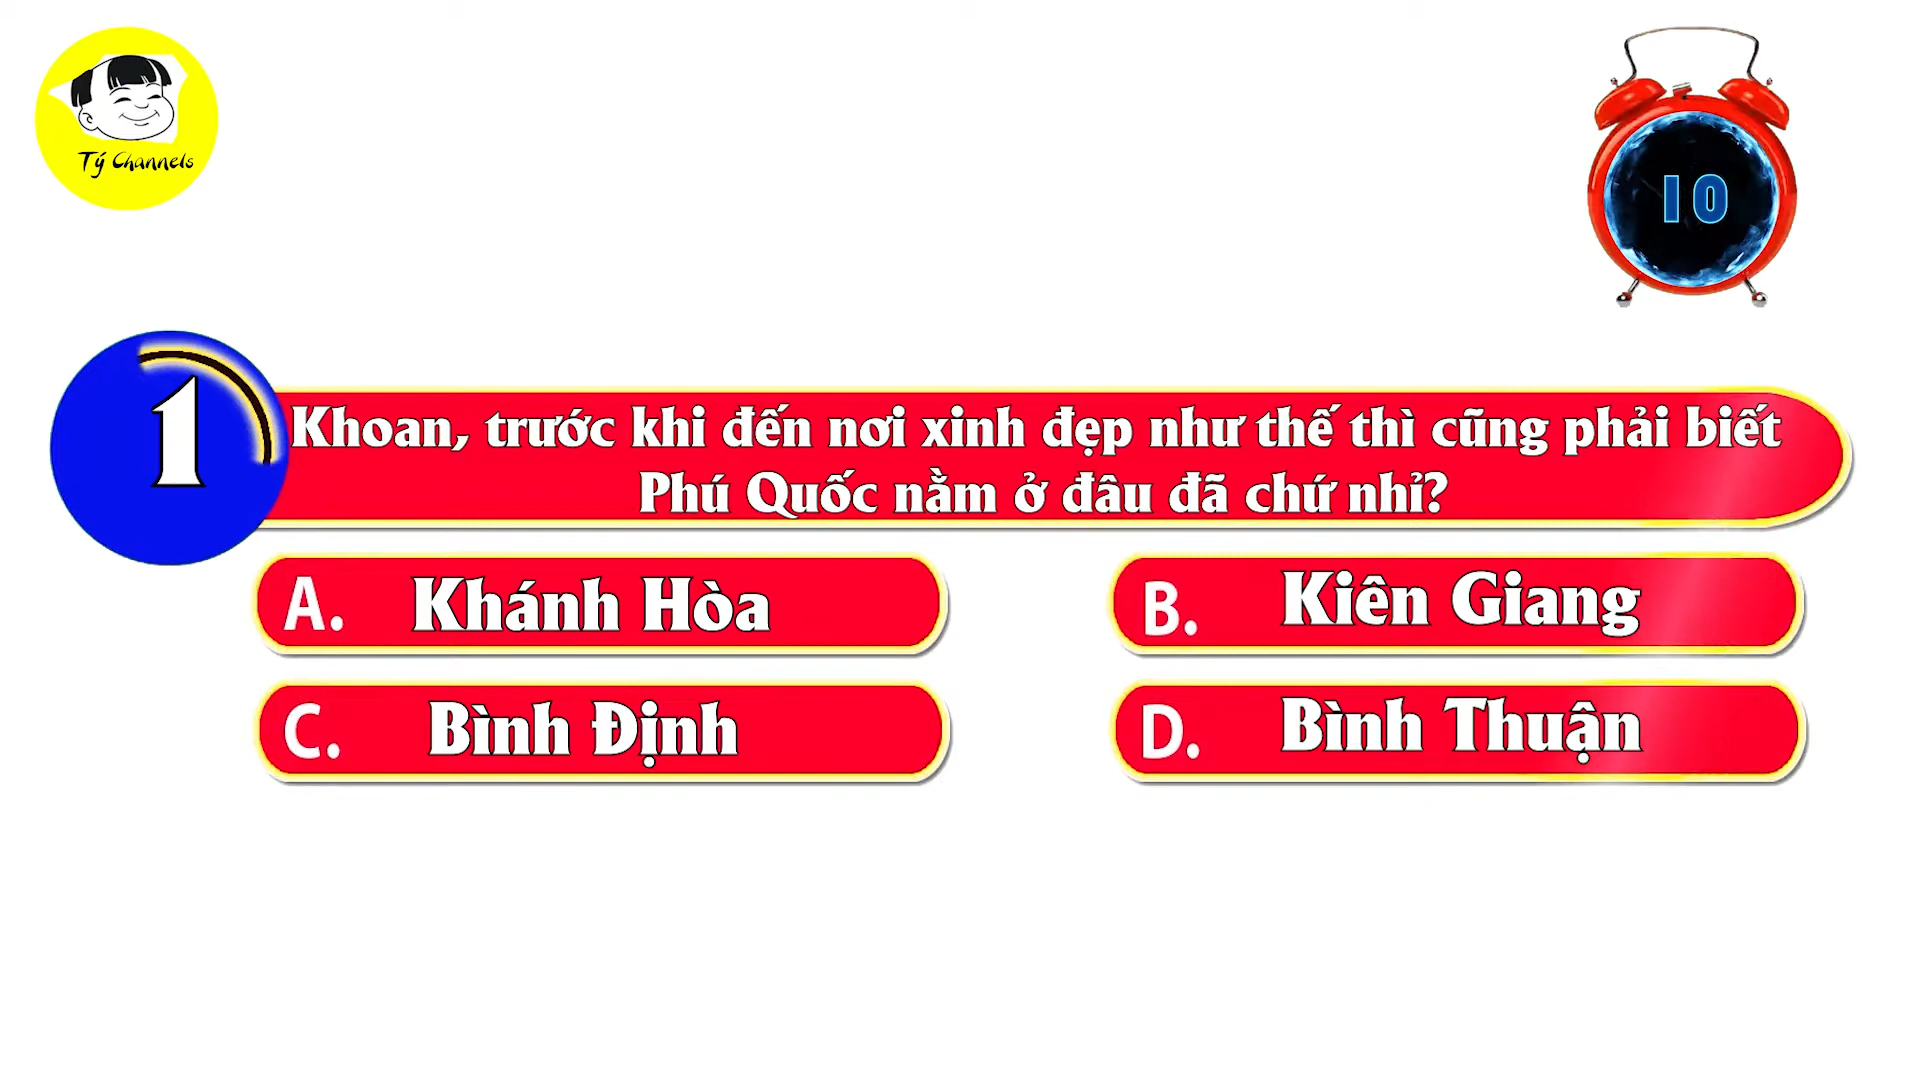 Tý Channels
10
1
Khoan, trước khi đến nơi xinh đẹp như thế thì cũng phải biết
Phú Quốc nằm ở đâu đã chứ nhỉ?
A. Khánh Hòa
B. Kiên Giang
C. Bình Định
D. Bình Thuận